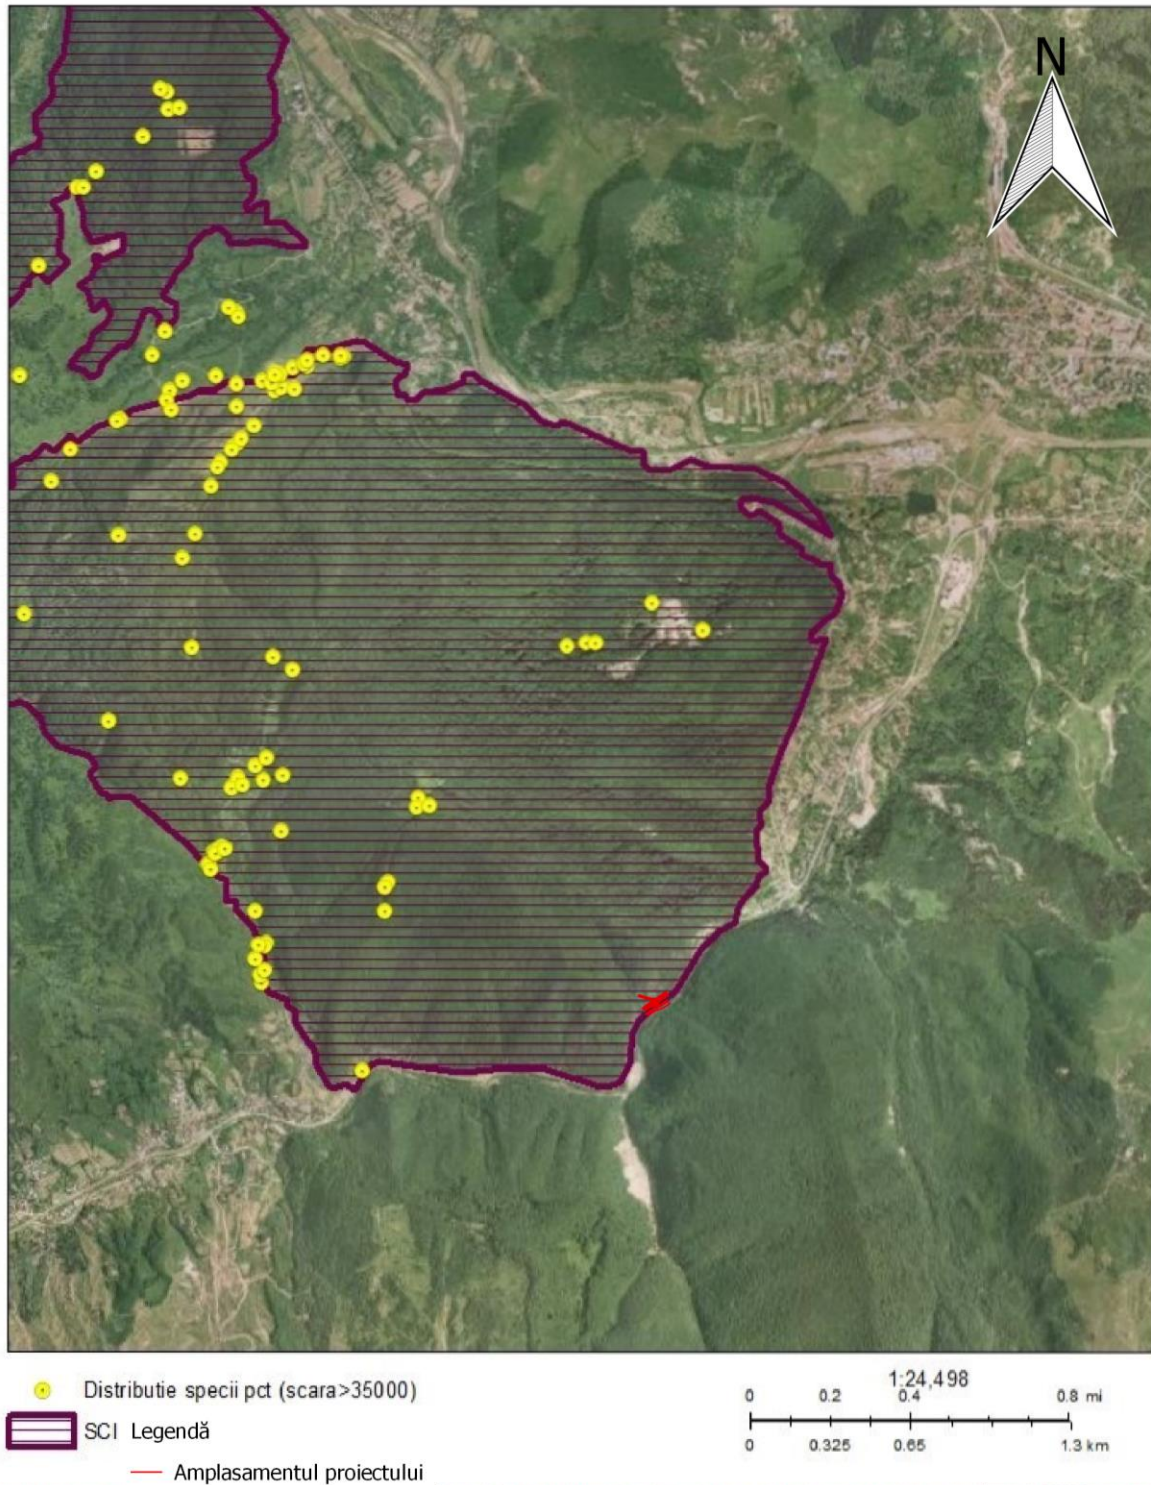 N
Distributie specii pct (scara>35000)
SCI Legendă
Amplasamentul proiectului
1:24,498
0 0.2 0.4 0.8 mi
0 0.325 0.65 1.3 km